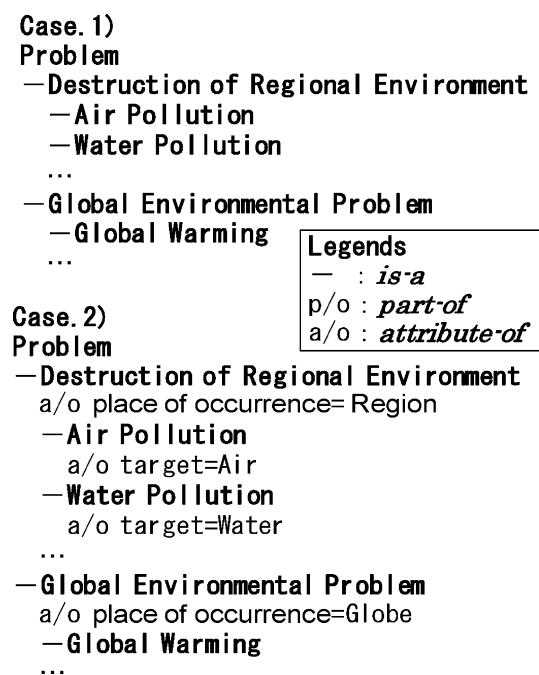 Case.1)
Problem
—Destruction of Regional Environment
—Air Pollution
—Water Pollution
...
—Global Environmental Problem
—Global Warming
...
Legends
— : is-a
p/o : part-of
a/o : attribute-of
Case.2)
Problem
—Destruction of Regional Environment
a/o place of occurrence= Region
—Air Pollution
a/o target=Air
—Water Pollution
a/o target=Water
...
—Global Environmental Problem
a/o place of occurrence=Globe
—Global Warming
...